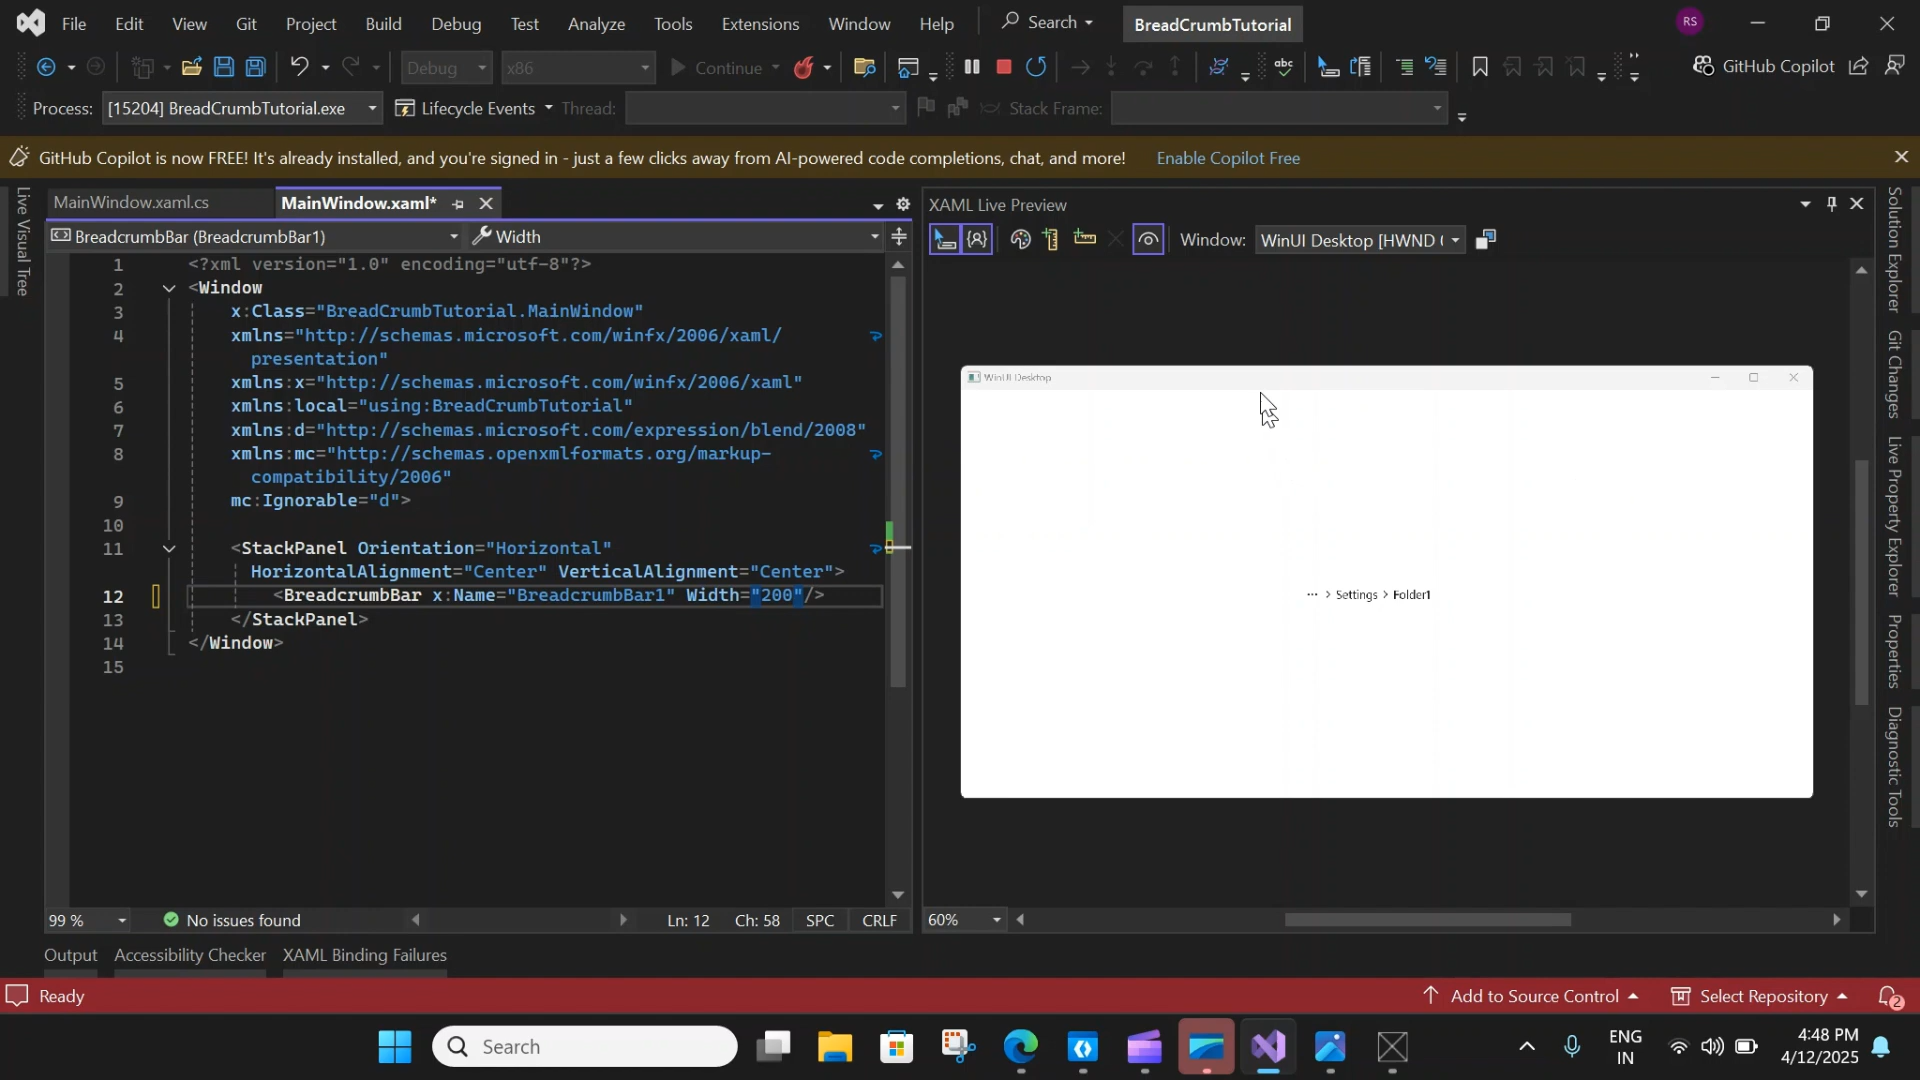 File Edit View Git Project Build Debug Test Analyze Tools Extensions Window Help Search BreadCrumbTutorial RS
Debug x86 Continue abc GitHub Copilot
Process: [15204] BreadCrumbTutorial.exe Lifecycle Events Thread: Stack Frame:
GitHub Copilot is now FREE! It's already installed, and you're signed in - just a few clicks away from AI-powered code completions, chat, and more! Enable Copilot Free
Live Visual Tree
MainWindow.xaml.cs MainWindow.xaml*
BreadcrumbBar (BreadcrumbBar1) Width
1 <?xml version="1.0" encoding="utf-8"?>
2 <Window
3 x:Class="BreadCrumbTutorial.MainWindow"
4 xmlns="http://schemas.microsoft.com/winfx/2006/xaml/
presentation"
5 xmlns:x="http://schemas.microsoft.com/winfx/2006/xaml"
6 xmlns:local="using:BreadCrumbTutorial"
7 xmlns:d="http://schemas.microsoft.com/expression/blend/2008"
8 xmlns:mc="http://schemas.openxmlformats.org/markup-
compatibility/2006"
9 mc:Ignorable="d">
10
11 <StackPanel Orientation="Horizontal"
HorizontalAlignment="Center" VerticalAlignment="Center">
12 <BreadcrumbBar x:Name="BreadcrumbBar1" Width="200"/>
13 </StackPanel>
14 </Window>
15
99 % No issues found Ln: 12 Ch: 58 SPC CRLF
XAML Live Preview
Window: WinUI Desktop [HWND (
WinUI Desktop
··· > Settings > Folder1
60%
Solution Explorer
Git Changes
Live Property Explorer
Properties
Diagnostic Tools
Output Accessibility Checker XAML Binding Failures
Ready Add to Source Control Select Repository 2
Search
ENG
IN
4:48 PM
4/12/2025